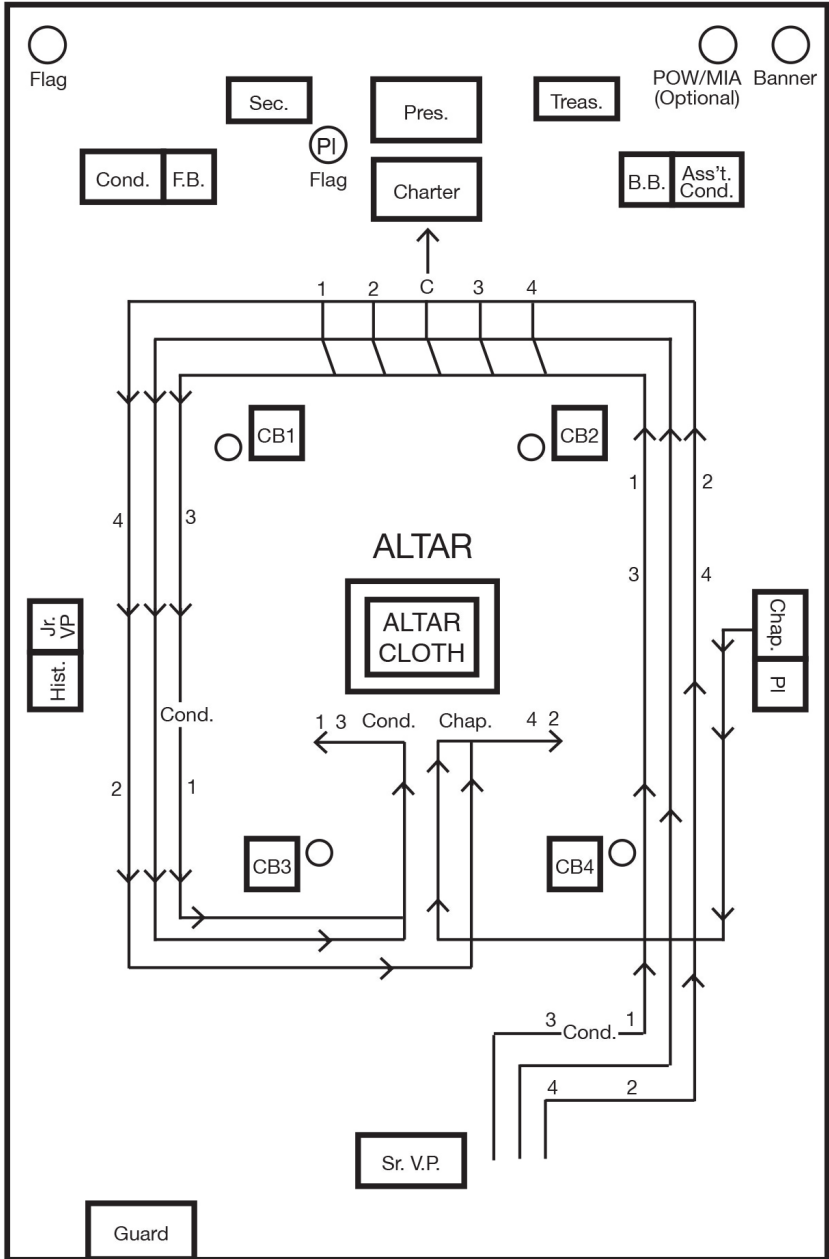 Flag
POW/MIA
(Optional)
Banner
Sec.
Pres.
Treas.
PI
Flag
Cond.
F.B.
Charter
B.B.
Ass't.
Cond.
1
2
C
3
4
CB1
CB2
1
2
4
3
3
4
ALTAR
ALTAR
CLOTH
Jr.
VP
Hist.
Chap.
PI
Cond.
1 3
Cond.
Chap.
4 2
2
1
CB3
CB4
3
Cond.
1
4
2
Sr. V.P.
Guard